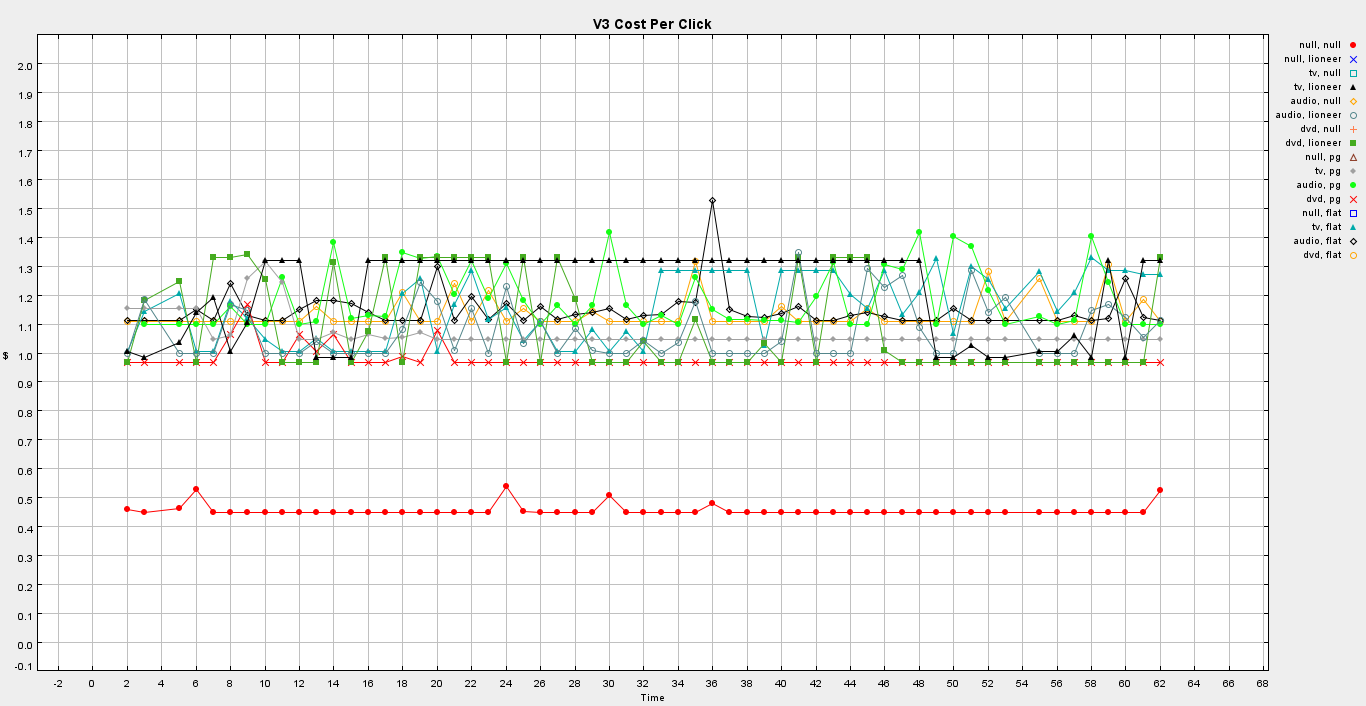 V3 Cost Per Click
2.0
1.9
1.8
1.7
1.6
1.5
1.4
1.3
1.2
1.1
1.0
0.9
0.8
0.7
0.6
0.5
0.4
0.3
0.2
0.1
0.0
-0.1
$
-2 0 2 4 6 8 10 12 14 16 18 20 22 24 26 28 30 32 34 36 38 40 42 44 46 48 50 52 54 56 58 60 62 64 66 68
Time
null, null
null, lioneer
tv, null
tv, lioneer
audio, null
audio, lioneer
dvd, null
dvd, lioneer
null, pg
tv, pg
audio, pg
dvd, pg
null, flat
tv, flat
audio, flat
dvd, flat